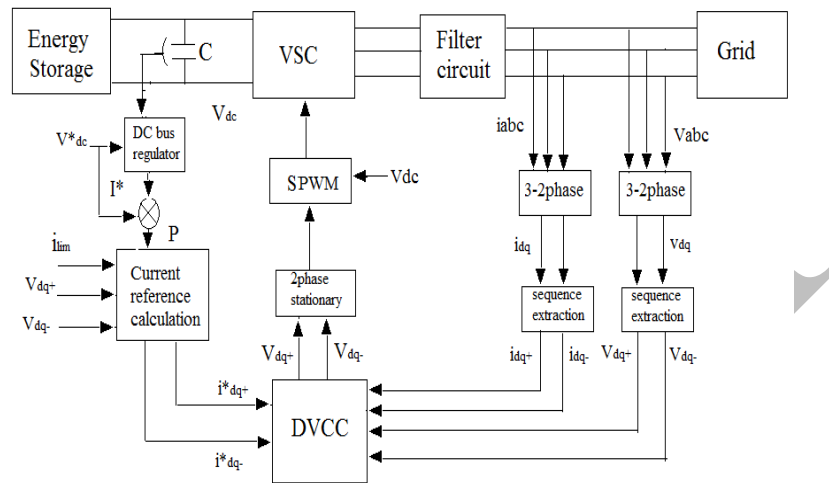 Energy
Storage
C
VSC
Filter
circuit
Grid
Vdc
iabc
Vabc
V*dc
DC bus
regulator
SPWM
Vdc
3-2phase
3-2phase
I*
P
idq
Vdq
ilim
Vdq+
Vdq-
Current
reference
calculation
2phase
stationary
sequence
extraction
sequence
extraction
Vdq+
Vdq-
idq+
idq-
Vdq+
Vdq-
i*dq+
DVCC
i*dq-